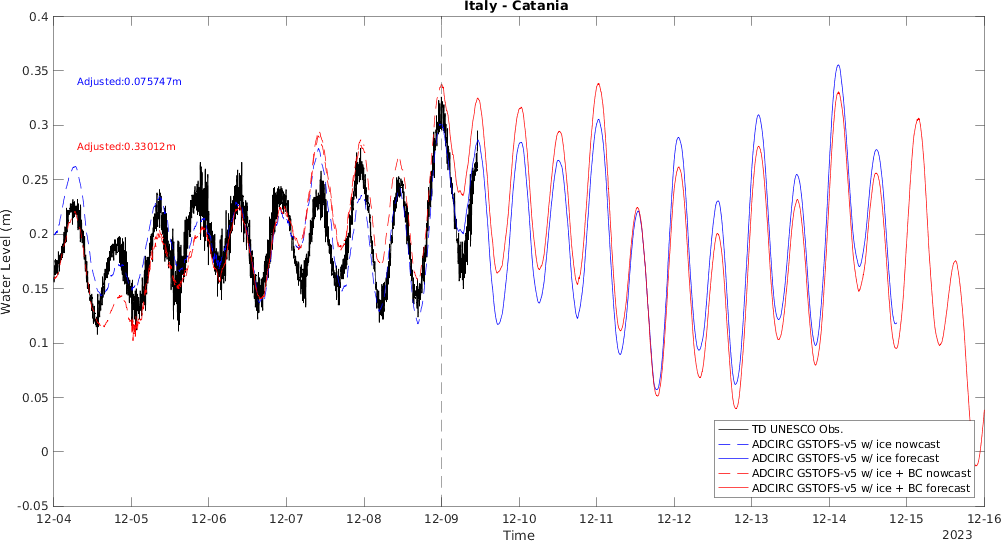 Italy - Catania
0.4
0.35
0.3
0.25
0.2
0.15
0.1
0.05
0
-0.05
Water Level (m)
Adjusted:0.075747m
Adjusted:0.33012m
TD UNESCO Obs.
ADCIRC GSTOFS-v5 w/ ice nowcast
ADCIRC GSTOFS-v5 w/ ice forecast
ADCIRC GSTOFS-v5 w/ ice + BC nowcast
ADCIRC GSTOFS-v5 w/ ice + BC forecast
12-04 12-05 12-06 12-07 12-08 12-09 12-10 12-11 12-12 12-13 12-14 12-15 12-16
Time
2023